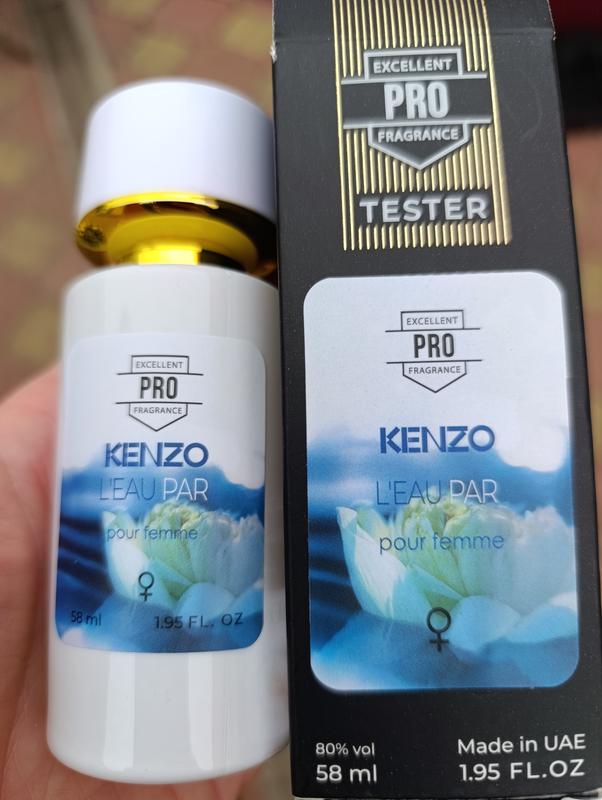 EXCELLENT
PRO
FRAGRANCE
TESTER
EXCELLENT
PRO
FRAGRANCE
KENZO
L'EAU PAR
pour femme
58 ml 1.95 FL. OZ
EXCELLENT
PRO
FRAGRANCE
KENZO
L'EAU PAR
pour femme
80% vol Made in UAE
58 ml 1.95 FL.OZ